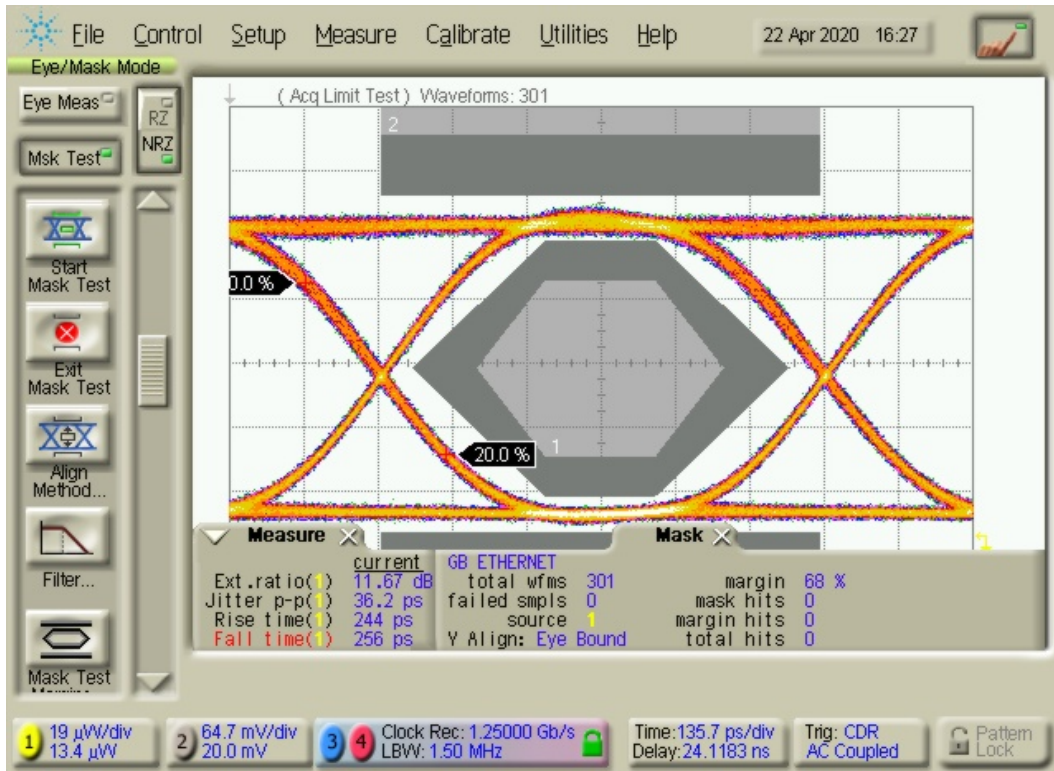 File Control Setup Measure Calibrate Utilities Help 22 Apr 2020 16:27
Eye/Mask Mode
Eye Meas
RZ
NRZ
Msk Test
( Acq Limit Test ) Waveforms: 301
2
Start
Mask Test
0.0 %
Exit
Mask Test
20.0 %
1
Align
Method...
Filter...
Mask Test
Measure
current
Ext.ratio(1) 11.67 dB
Jitter p-p(1) 36.2 ps
Rise time(1) 244 ps
Fall time(1) 256 ps
Mask
GB ETHERNET
total wfms 301 margin 68 %
failed smpls 0 mask hits 0
source 1 margin hits 0
Y Align: Eye Bound total hits 0
1 19 µW/div
13.4 µW
2 64.7 mV/div
20.0 mV
3 4 Clock Rec: 1.25000 Gb/s
LBW: 1.50 MHz
Time:135.7 ps/div
Delay:24.1183 ns
Trig: CDR
AC Coupled
Pattern
Lock